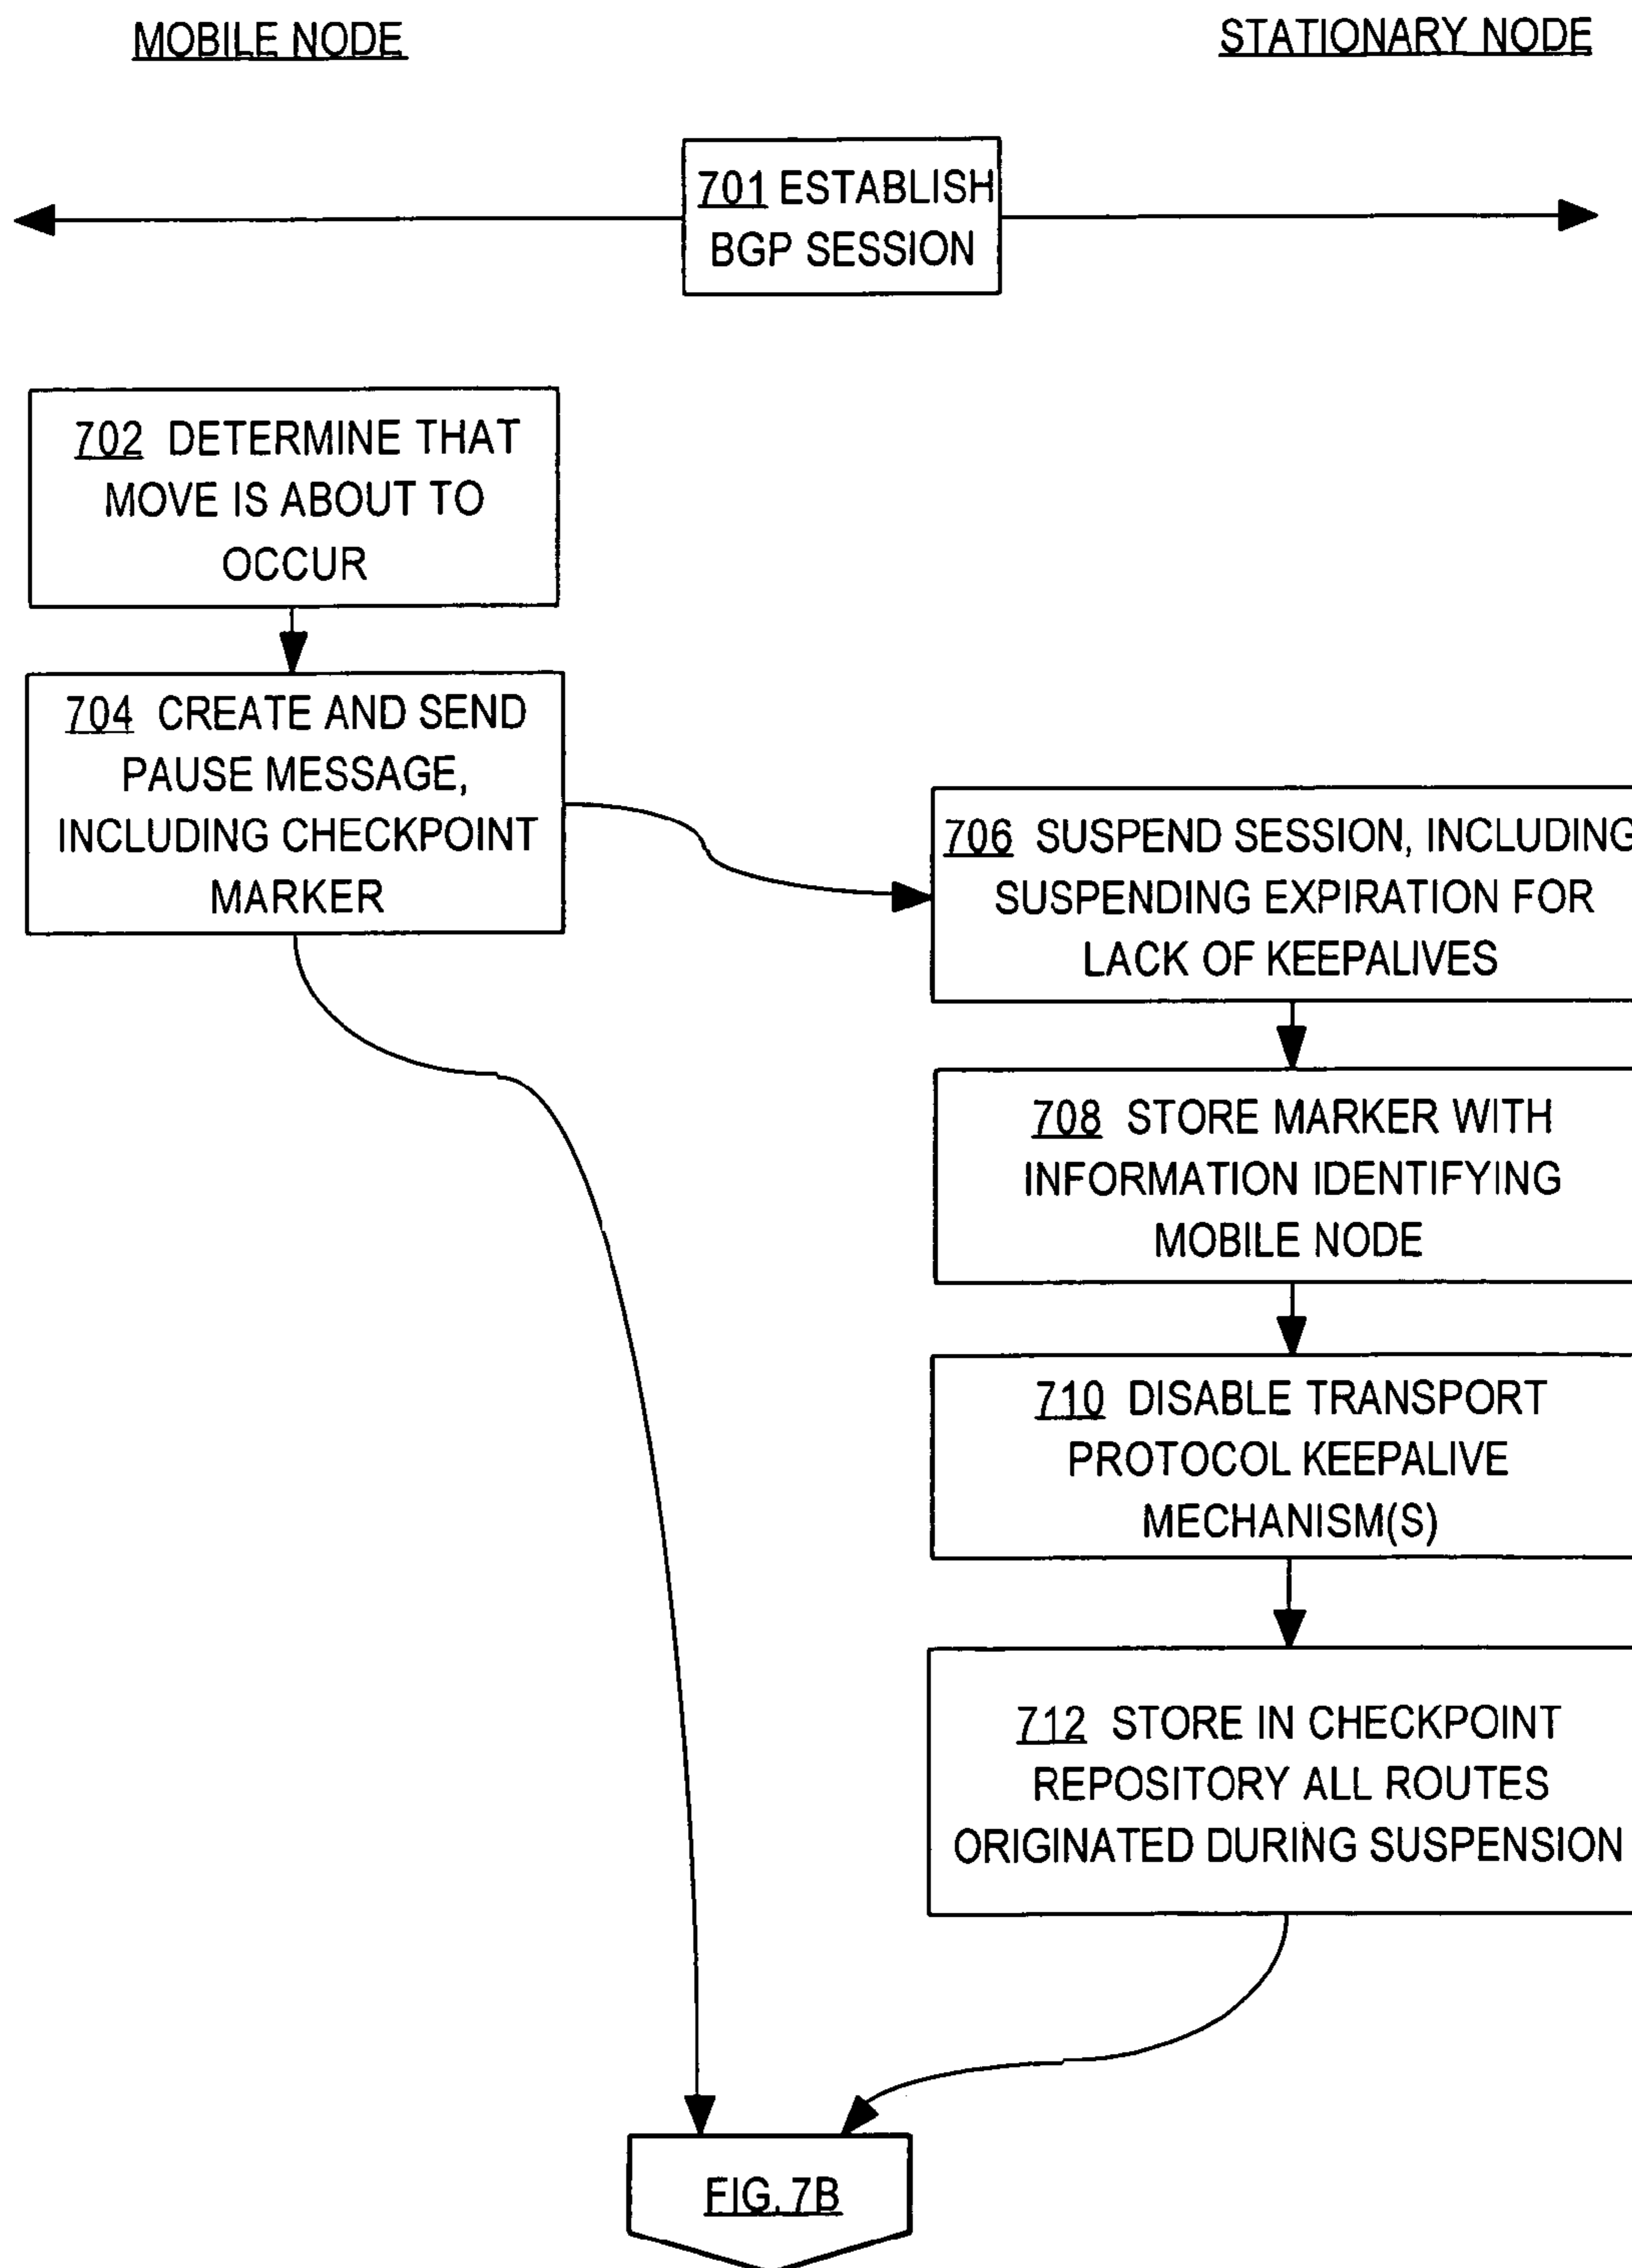 MOBILE NODE
STATIONARY NODE
701 ESTABLISH
BGP SESSION
702 DETERMINE THAT
MOVE IS ABOUT TO
OCCUR
704 CREATE AND SEND
PAUSE MESSAGE,
INCLUDING CHECKPOINT
MARKER
706 SUSPEND SESSION, INCLUDING
SUSPENDING EXPIRATION FOR
LACK OF KEEPALIVES
708 STORE MARKER WITH
INFORMATION IDENTIFYING
MOBILE NODE
710 DISABLE TRANSPORT
PROTOCOL KEEPALIVE
MECHANISM(S)
712 STORE IN CHECKPOINT
REPOSITORY ALL ROUTES
ORIGINATED DURING SUSPENSION
FIG. 7B